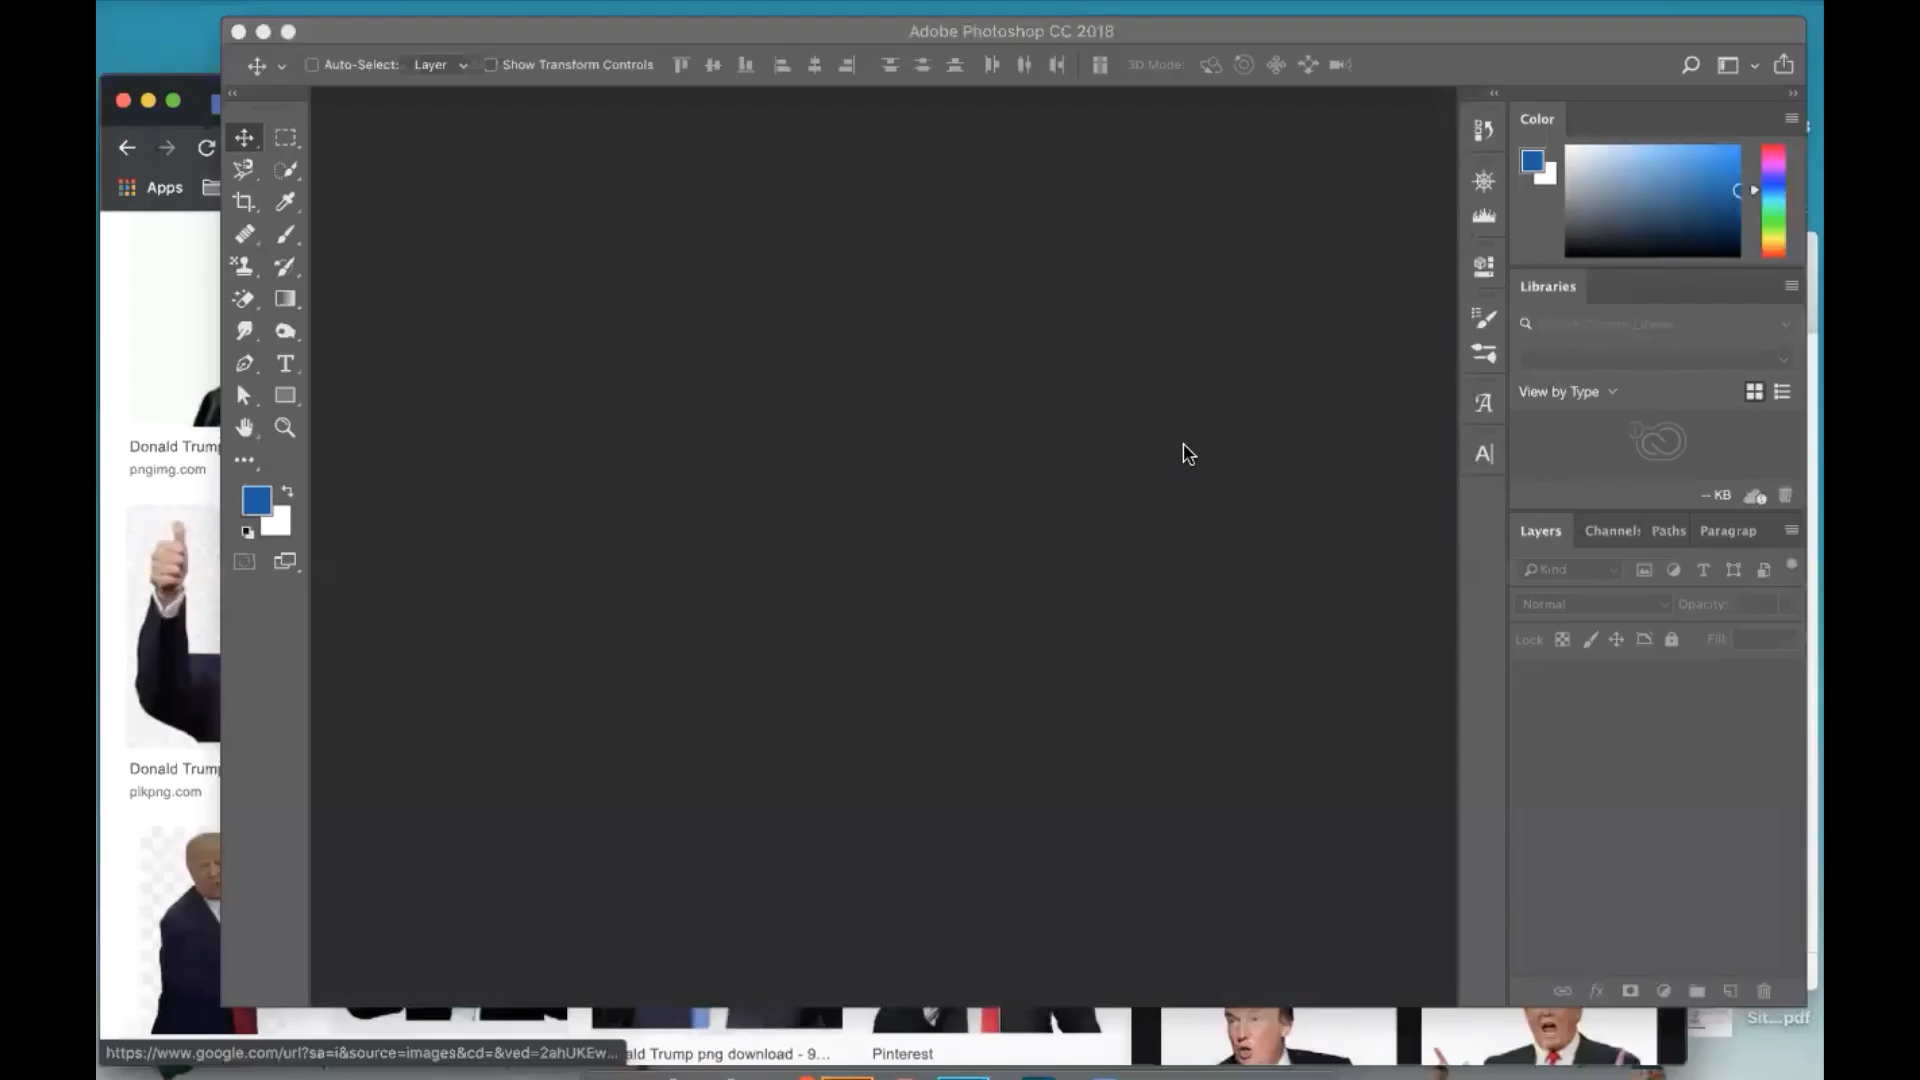 Adobe Photoshop CC 2018
Auto-Select: Layer Show Transform Controls 3D Mode:
Apps
Color
Libraries
View by Type
-- KB
Layers Channels Paths Paragrap
Kind
Normal Opacity:
Lock Fill:
Donald Trum
pngimg.com
Donald Trum
pikpng.com
Sit...pdf
https://www.google.com/url?sa=i&source=images&cd=&ved=2ahUKEw...
ald Trump png download - 9...
Pinterest